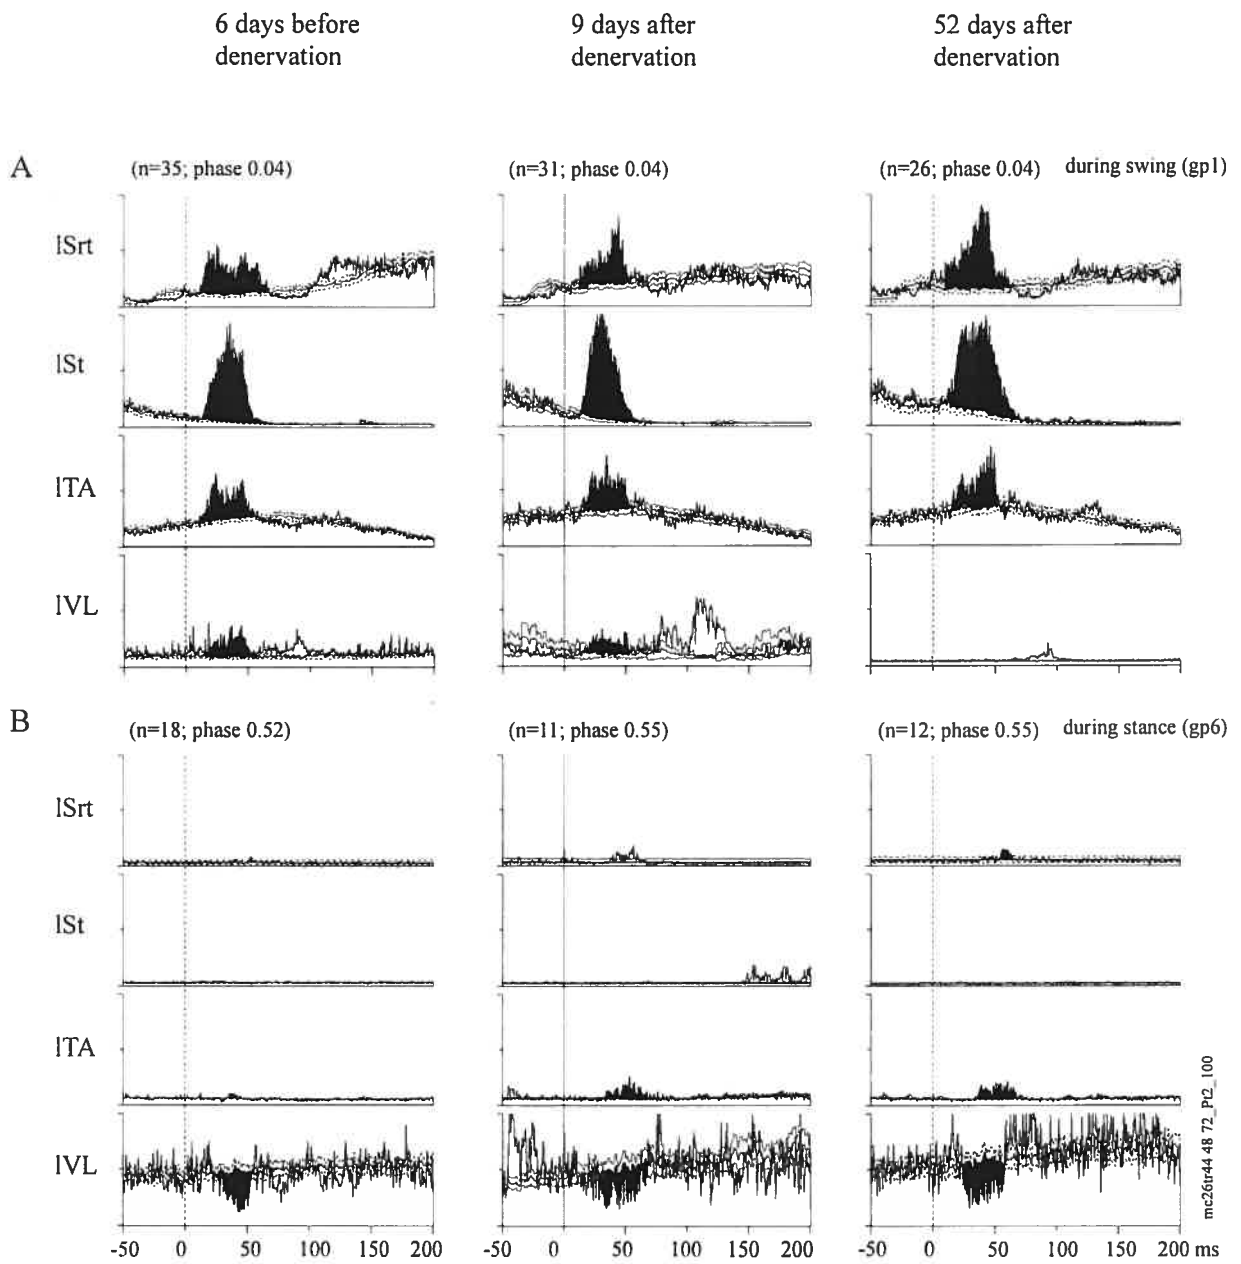 6 days before
denervation
9 days after
denervation
52 days after
denervation
A
(n=35; phase 0.04)
(n=31; phase 0.04)
(n=26; phase 0.04)
during swing (gp1)
lSrt
lSt
lTA
lVL
B
(n=18; phase 0.52)
(n=11; phase 0.55)
(n=12; phase 0.55)
during stance (gp6)
lSrt
lSt
lTA
lVL
-50 0 50 100 150 200
-50 0 50 100 150 200
-50 0 50 100 150 200 ms
mc26tr44 48 72_Pt2_100